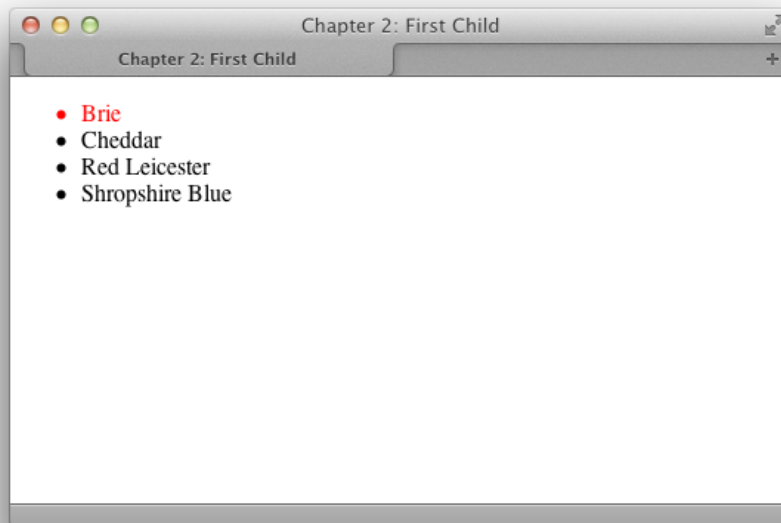 Chapter 2: First Child
Chapter 2: First Child
Brie
Cheddar
Red Leicester
Shropshire Blue